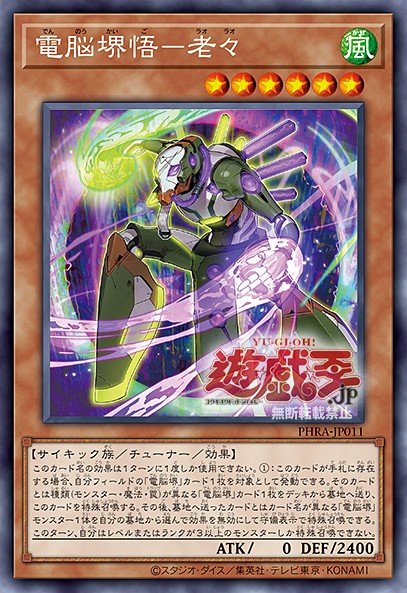 でん のう かい ご ラオ ラオ
電脳堺悟－老々
かぜ
風
YU-GI-OH!
遊戯王
.jp
無断転載禁止
PHRA-JP011
【サイキック族／チューナー／効果】
このカード名の効果は1ターンに1度しか使用できない。①：このカードが手札に存在
する場合、自分フィールドの「電脳堺」カード1枚を対象として発動できる。そのカード
とは種類（モンスター・魔法・罠）が異なる「電脳堺」カード1枚をデッキから墓地へ送り、
このカードを特殊召喚する。その後、墓地へ送ったカードとはカード名が異なる「電脳堺」
モンスター1体を自分の墓地から選んで効果を無効にして守備表示で特殊召喚できる。
このターン、自分はレベルまたはランクが3以上のモンスターしか特殊召喚できない。
ATK/ 0 DEF/2400
©スタジオ・ダイス／集英社・テレビ東京・KONAMI